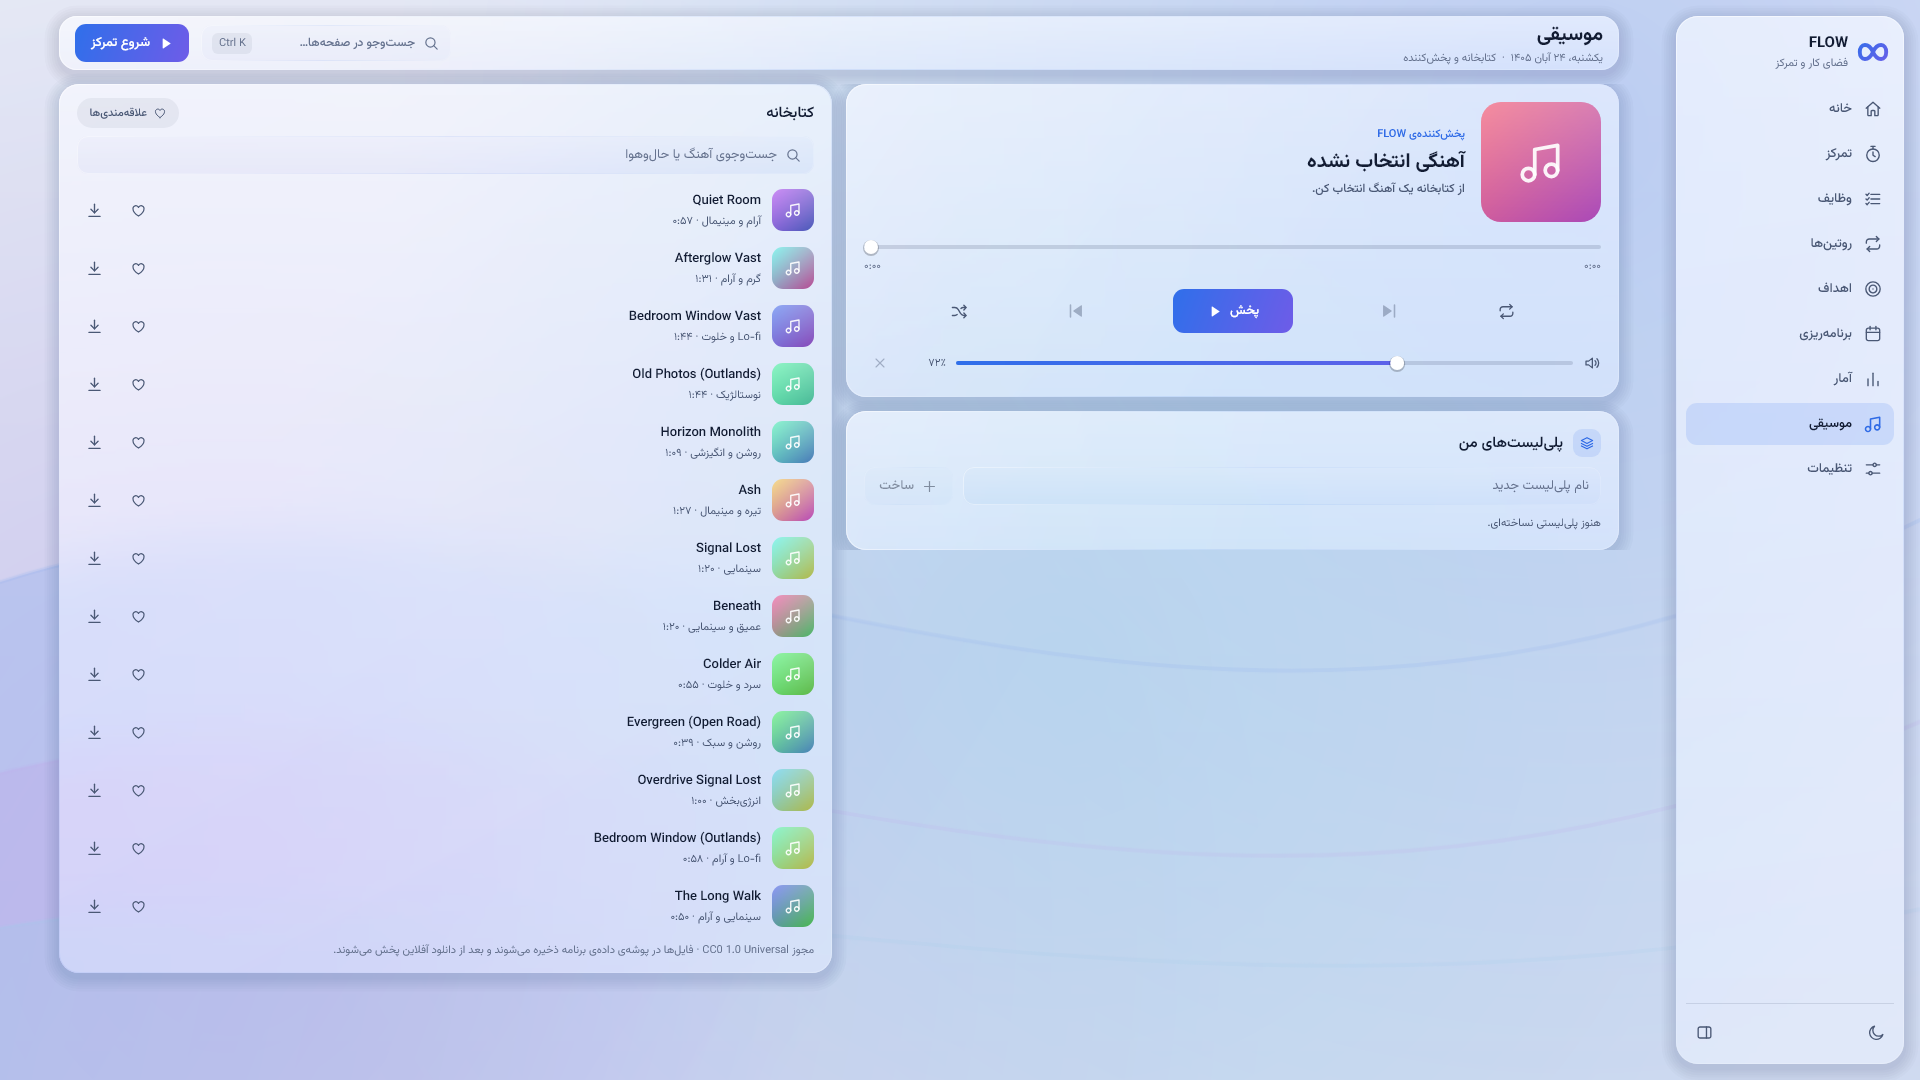 FLOW
فضای کار و تمرکز
خانه
تمرکز
وظایف
روتین‌ها
اهداف
برنامه‌ریزی
آمار
موسیقی
تنظیمات
موسیقی
یکشنبه، ۲۴ آبان ۱۴۰۵ · کتابخانه و پخش‌کننده
جست‌وجو در صفحه‌ها...
Ctrl K
شروع تمرکز
پخش‌کننده‌ی FLOW
آهنگی انتخاب نشده
از کتابخانه یک آهنگ انتخاب کن.
۰:۰۰
۰:۰۰
پخش
۷۲٪
پلی‌لیست‌های من
نام پلی‌لیست جدید
ساخت
هنوز پلی‌لیستی نساخته‌ای.
کتابخانه
علاقه‌مندی‌ها
جست‌وجوی آهنگ یا حال‌وهوا
Quiet Room
آرام و مینیمال · ۰:۵۷
Afterglow Vast
گرم و آرام · ۱:۳۱
Bedroom Window Vast
Lo-fi و خلوت · ۱:۴۴
Old Photos (Outlands)
نوستالژیک · ۱:۴۴
Horizon Monolith
روشن و انگیزشی · ۱:۰۹
Ash
تیره و مینیمال · ۱:۲۷
Signal Lost
سینمایی · ۱:۲۰
Beneath
عمیق و سینمایی · ۱:۲۰
Colder Air
سرد و خلوت · ۰:۵۵
Evergreen (Open Road)
روشن و سبک · ۰:۳۹
Overdrive Signal Lost
انرژی‌بخش · ۱:۰۰
Bedroom Window (Outlands)
Lo-fi و آرام · ۰:۵۸
The Long Walk
سینمایی و آرام · ۰:۵۰
مجوز CC0 1.0 Universal · فایل‌ها در پوشه‌ی داده‌ی برنامه ذخیره می‌شوند و بعد از دانلود آفلاین پخش می‌شوند.